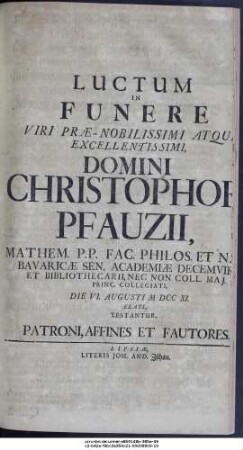 LUCTUM
IN
FUNERE
VIRI PRÆ-NOBILISSIMI ATQU
EXCELLENTISSIMI,
DOMINI
CHRISTOPHOR
PFAUZII,
MATHEM. P.P. FAC. PHILOS. ET N
BAVARICÆ SEN. ACADEMIÆ DECEMVIR
ET BIBLIOTHECARII, NEC NON COLL. MAJ.
PRINC. COLLEGIATI,
DIE VI. AUGUSTI M DCC XI.
ELATI,
TESTANTUR,
PATRONI, AFFINES ET FAUTORES.
LIPSIÆ,
LITERIS JOH. AND.